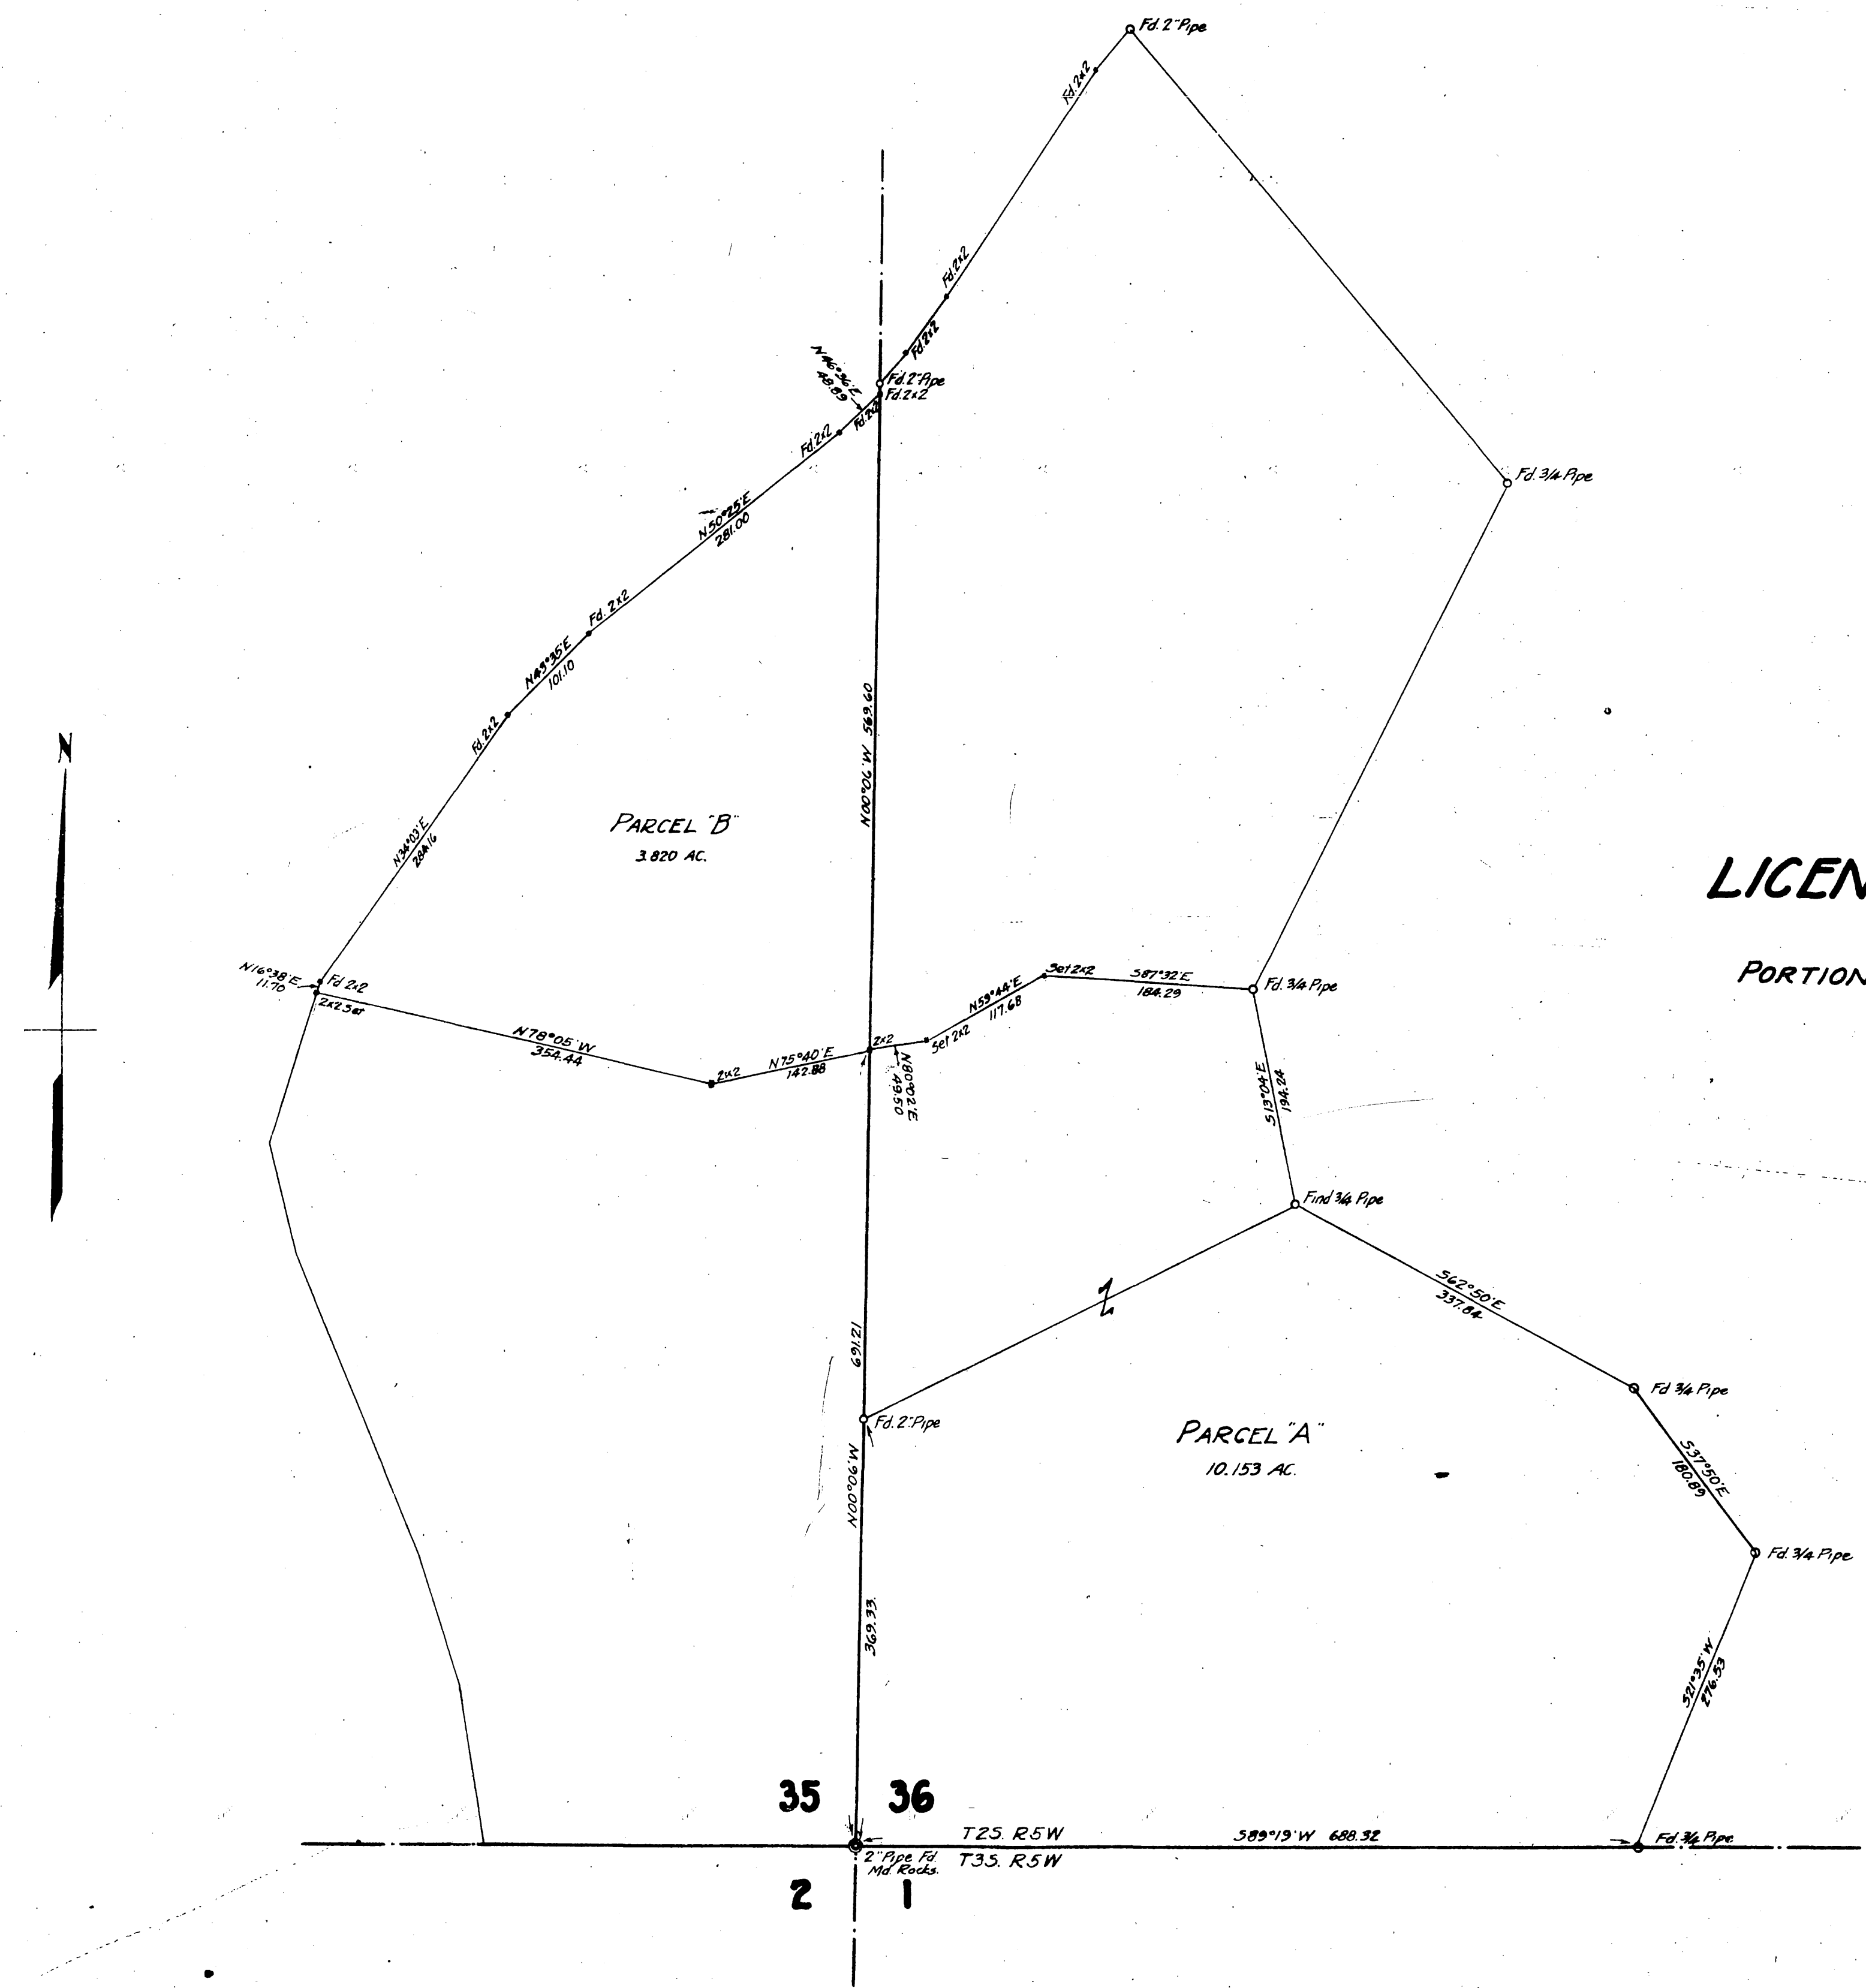 Fd. 2" Pipe
Fd. 2x2
Fd. 2x2
Fd. 2x2
N46°36'E
48.89
Fd. 2" Pipe
Fd. 2x2
Fd. 2x2
Fd. 2x2
Fd. 3/4 Pipe
N50°25'E
281.00
Fd. 2x2
N43°35'E
101.10
Fd. 2x2
N00°06'W 569.60
N
PARCEL "B"
3.820 AC.
N34°03'E
284.16
LICEN
PORTION
N16°38'E
11.70
Fd 2x2
2x2 Set
N78°05'W
354.44
2x2
N75°40'E
142.88
2x2
N80°02'E
49.50
Set 2x2
N59°44'E
117.68
Set 2x2
S87°32'E
184.29
Fd. 3/4 Pipe
S13°04'E
194.24
Find 3/4 Pipe
S62°50'E
337.84
691.21
Fd. 2" Pipe
N00°06'W
369.33
Fd 3/4 Pipe
PARCEL "A"
10.153 AC.
S37°50'E
180.89
Fd. 3/4 Pipe
S21°35'W
276.53
35 36
T2S. R5W
S89°19'W 688.32
Fd. 3/4 Pipe
2" Pipe Fd.
Md. Rocks.
T3S. R5W
2 1